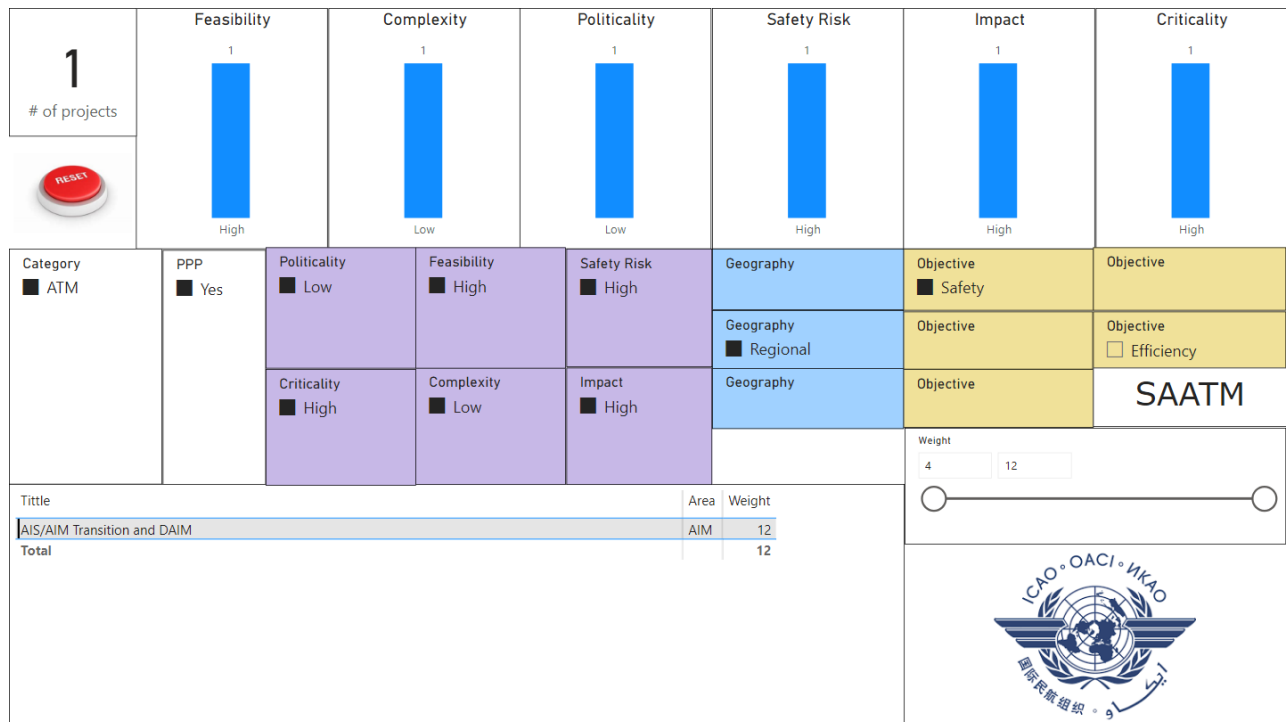 1
# of projects
RESET
Feasibility
1
High
Complexity
1
Low
Politicality
1
Low
Safety Risk
1
High
Impact
1
High
Criticality
1
High
Category
ATM
PPP
Yes
Politicality
Low
Feasibility
High
Safety Risk
High
Criticality
High
Complexity
Low
Impact
High
Geography
Geography
Regional
Geography
Objective
Safety
Objective
Objective
Objective
Objective
Efficiency
SAATM
Weight
4 12
Tittle Area Weight
AIS/AIM Transition and DAIM AIM 12
Total 12
ICAO ° OACI ° ИКАО
国际民航组织 ° ايكاو